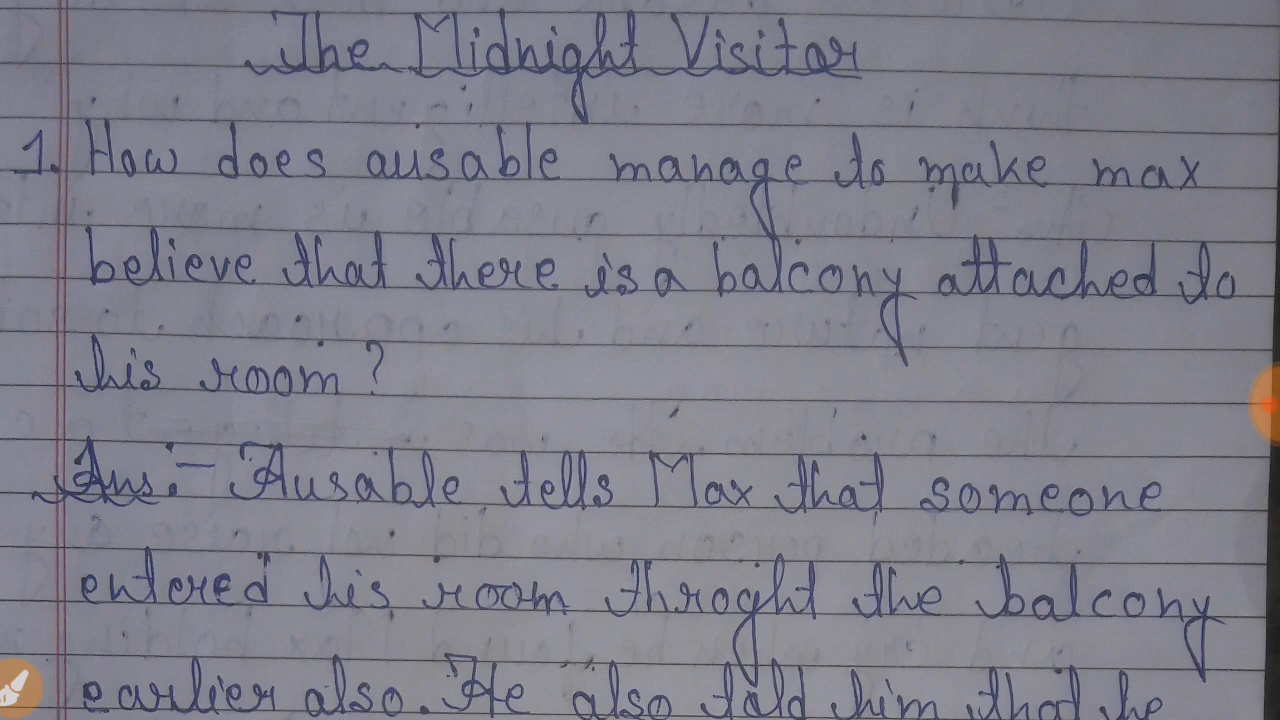 The Midnight Visitor
1. How does ausable manage to make max
believe that there is a balcony attached to
his room?
Ans:- Ausable tells Max that someone
entered his room throght the balcony
earlier also. He also told him that he